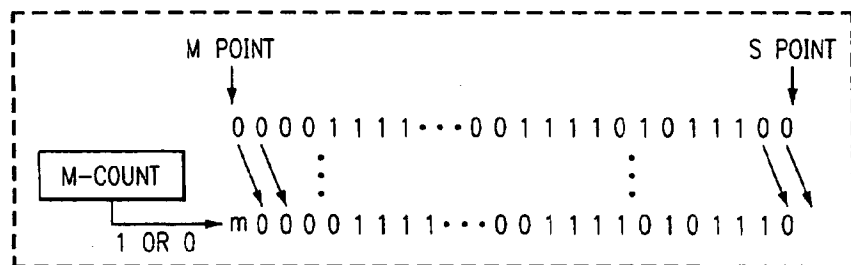 M POINT S POINT
0 0 0 0 1 1 1 1 ··· 0 0 1 1 1 1 0 1 0 1 1 1 0 0
M-COUNT
m 0 0 0 0 1 1 1 1 ··· 0 0 1 1 1 1 0 1 0 1 1 1 0
1 OR 0